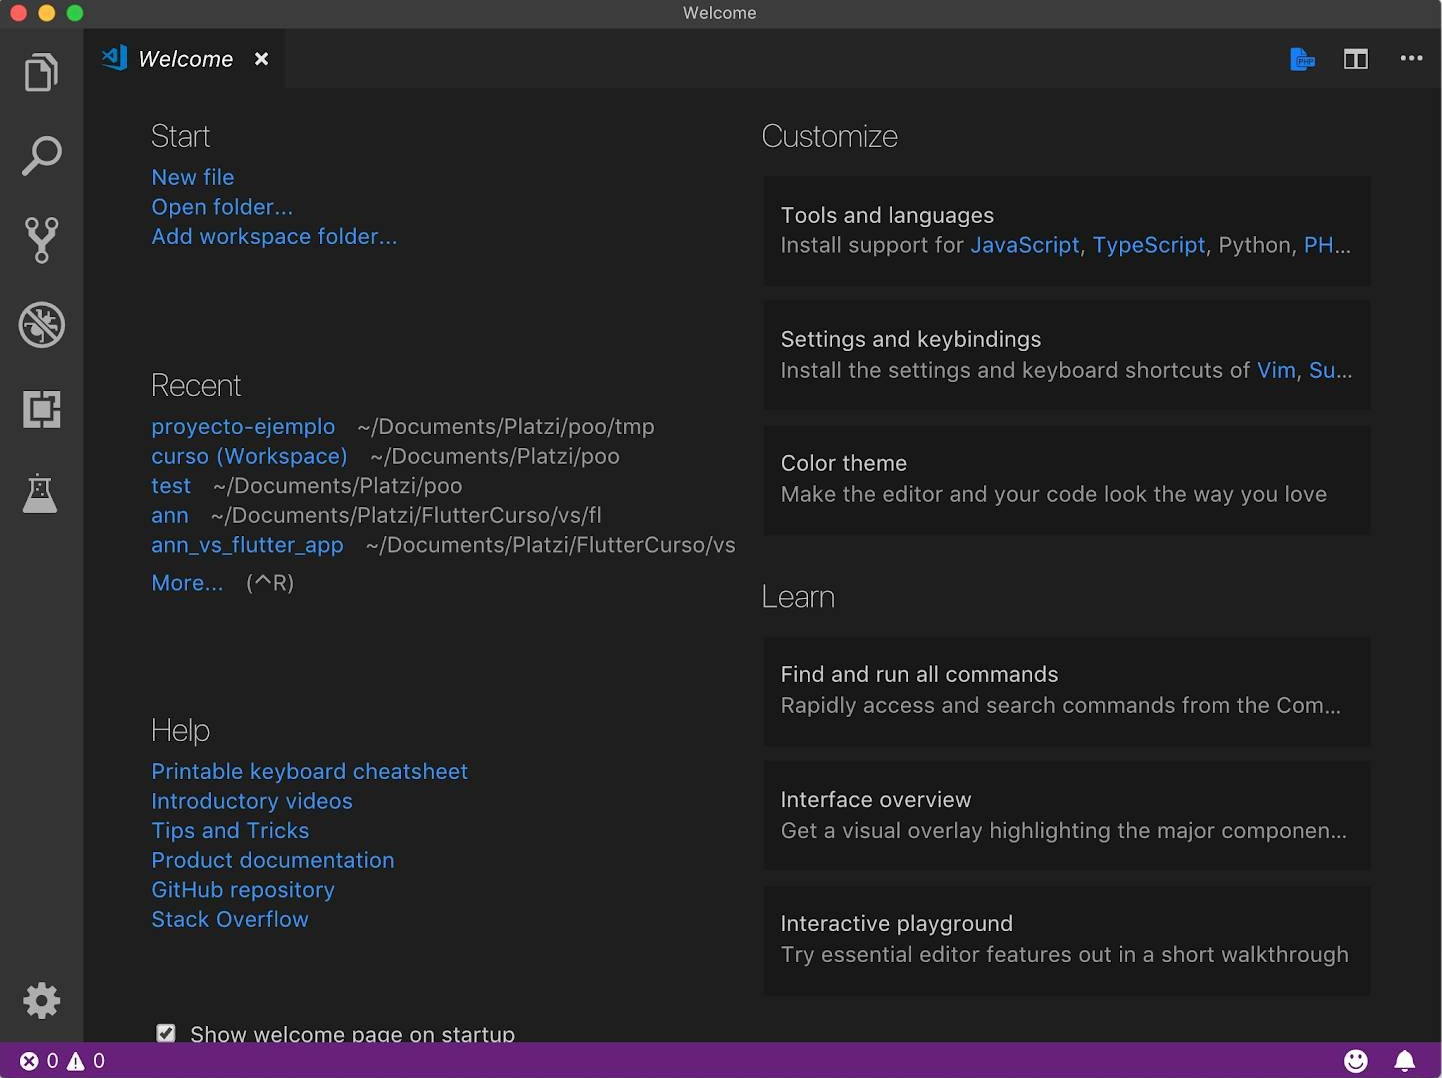 Welcome
Welcome
PHP
Start
New file
Open folder...
Add workspace folder...
Recent
proyecto-ejemplo ~/Documents/Platzi/poo/tmp
curso (Workspace) ~/Documents/Platzi/poo
test ~/Documents/Platzi/poo
ann ~/Documents/Platzi/FlutterCurso/vs/fl
ann_vs_flutter_app ~/Documents/Platzi/FlutterCurso/vs
More... (^R)
Help
Printable keyboard cheatsheet
Introductory videos
Tips and Tricks
Product documentation
GitHub repository
Stack Overflow
Show welcome page on startup
Customize
Tools and languages
Install support for JavaScript, TypeScript, Python, PH...
Settings and keybindings
Install the settings and keyboard shortcuts of Vim, Su...
Color theme
Make the editor and your code look the way you love
Learn
Find and run all commands
Rapidly access and search commands from the Com...
Interface overview
Get a visual overlay highlighting the major componen...
Interactive playground
Try essential editor features out in a short walkthrough
0 0